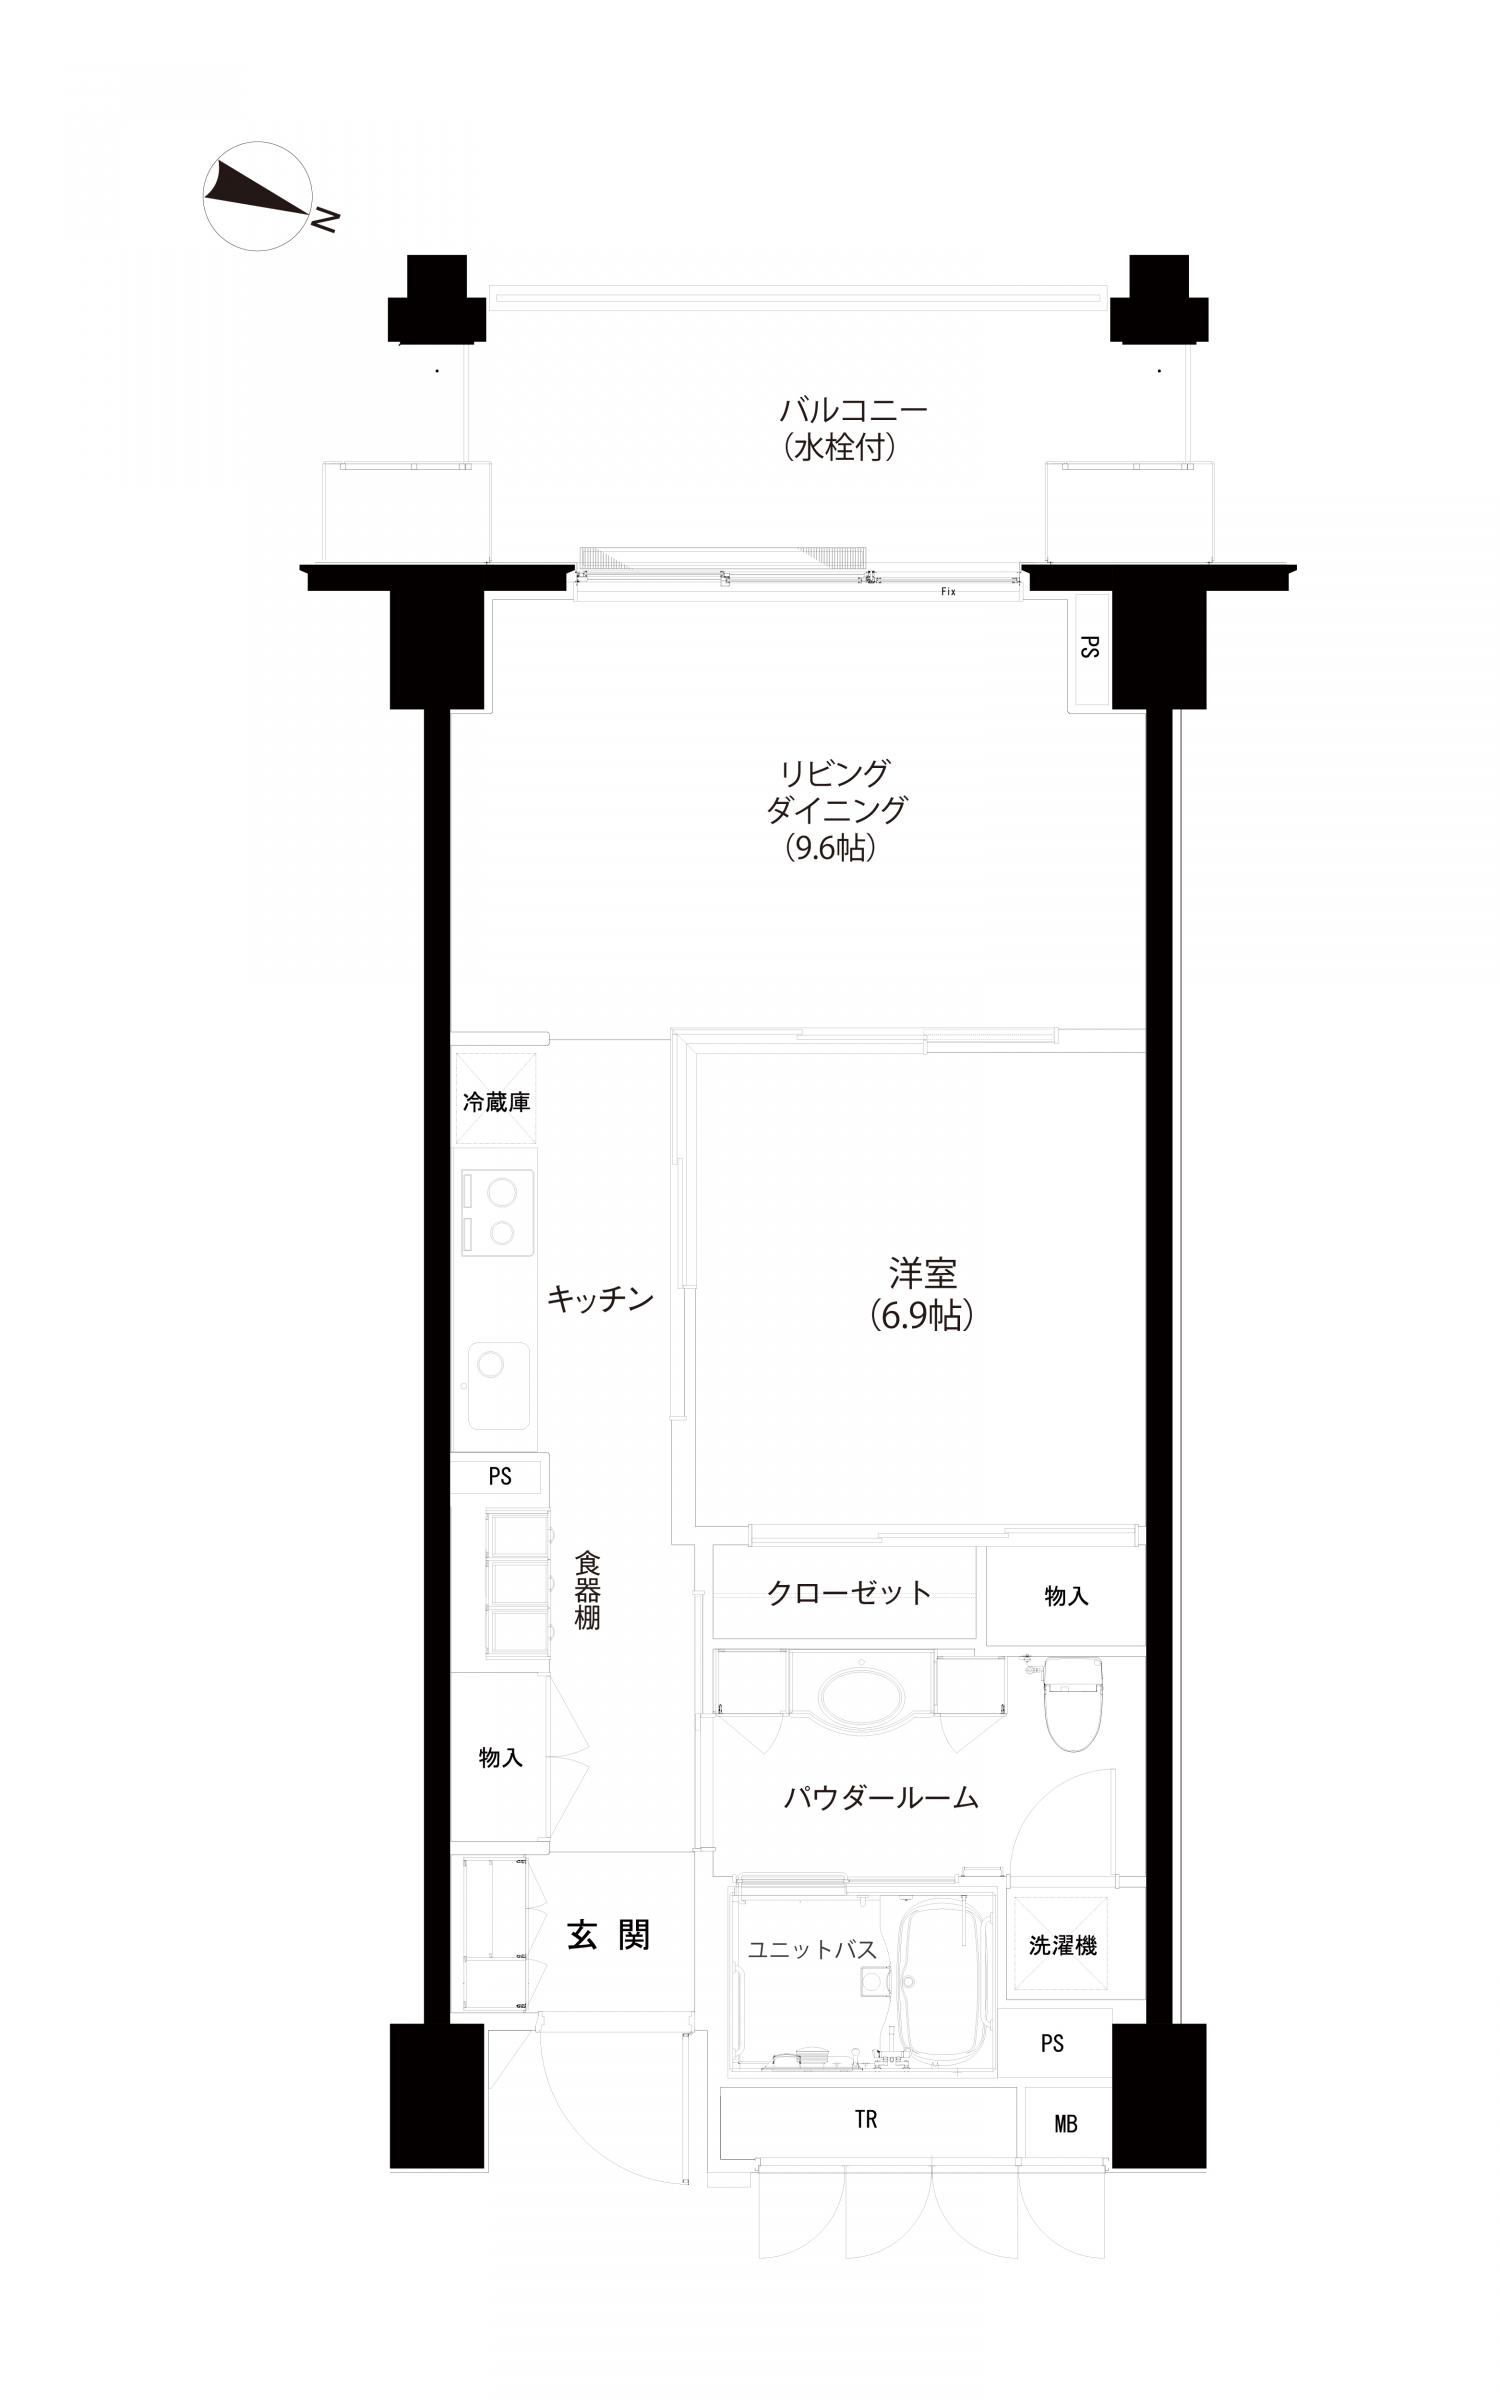 N
バルコニー
（水栓付）
Fix
PS
リビング
ダイニング
（9.6帖）
冷蔵庫
キッチン
洋室
（6.9帖）
PS
食器棚
クローゼット
物入
物入
パウダールーム
玄関
ユニットバス
洗濯機
PS
TR
MB